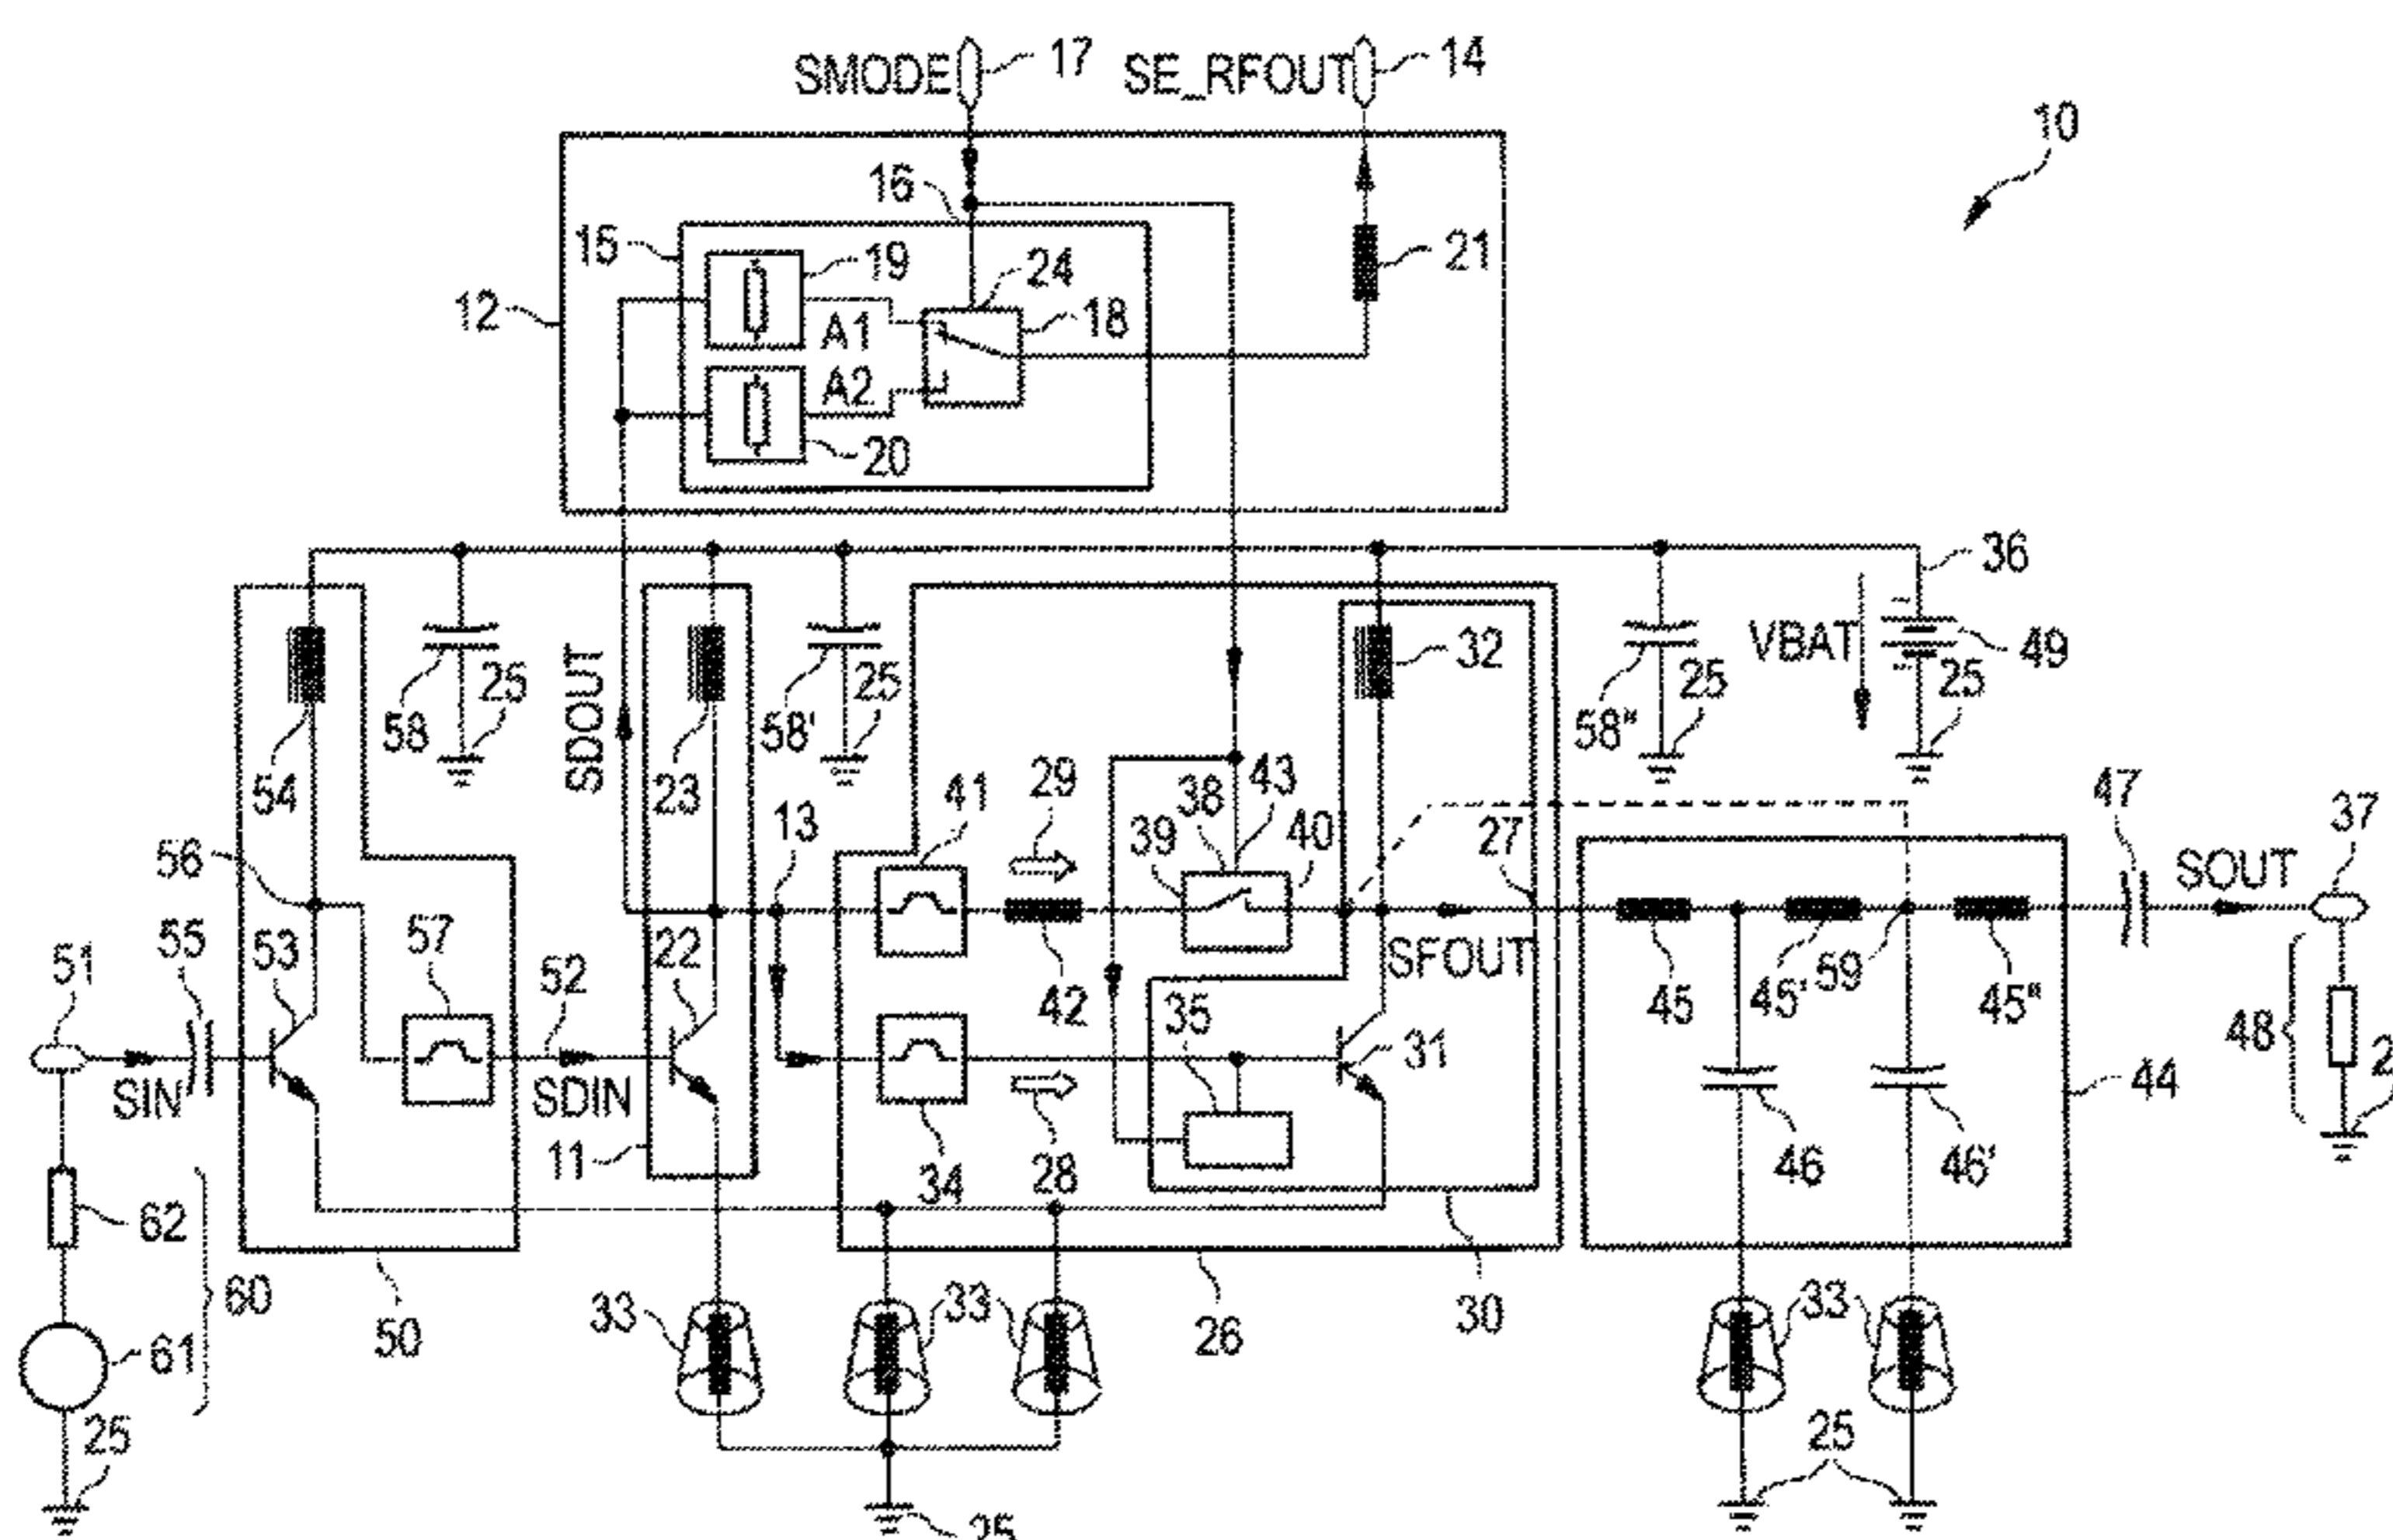 SMODE 17 SE_RFOUT 14
10
16
15 19 24 21
12 A1 18
A2
20
36
SDOUT 25 25 32 25 VBAT 25 49
54 58 23 58' 58"
41 29 38 43 47 37
13 39 40 27 SOUT
56
57 22 SFOUT
51 55 53 52 42 45 45' 59 45"
35 48
SIN SDIN 31 44
11 34 28 46 46'
62
60 33 33 30 33
50 26
61
25 25
25